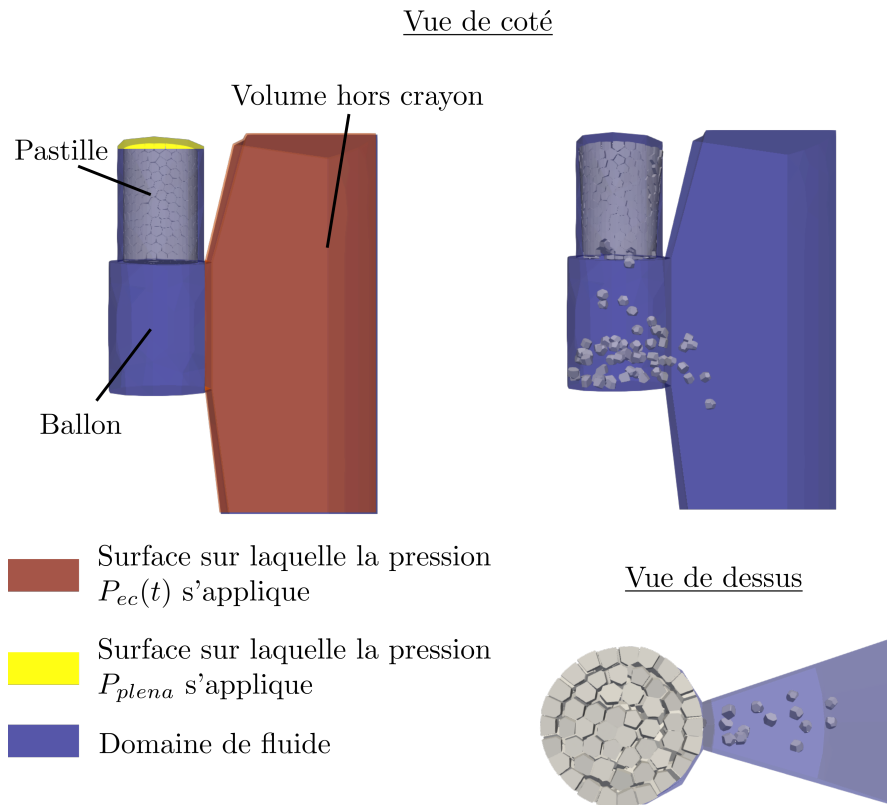 Vue de coté
Volume hors crayon
Pastille
Ballon
Surface sur laquelle la pression
P_{ec}(t) s'applique
Surface sur laquelle la pression
P_{plena} s'applique
Domaine de fluide
Vue de dessus